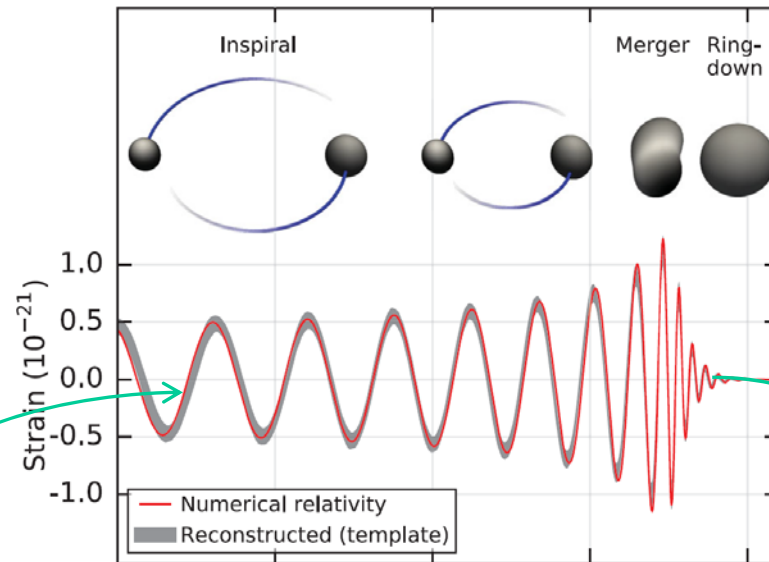 Inspiral
Merger
Ring-
down
Strain (10⁻²¹)
1.0
0.5
0.0
-0.5
-1.0
Numerical relativity
Reconstructed (template)